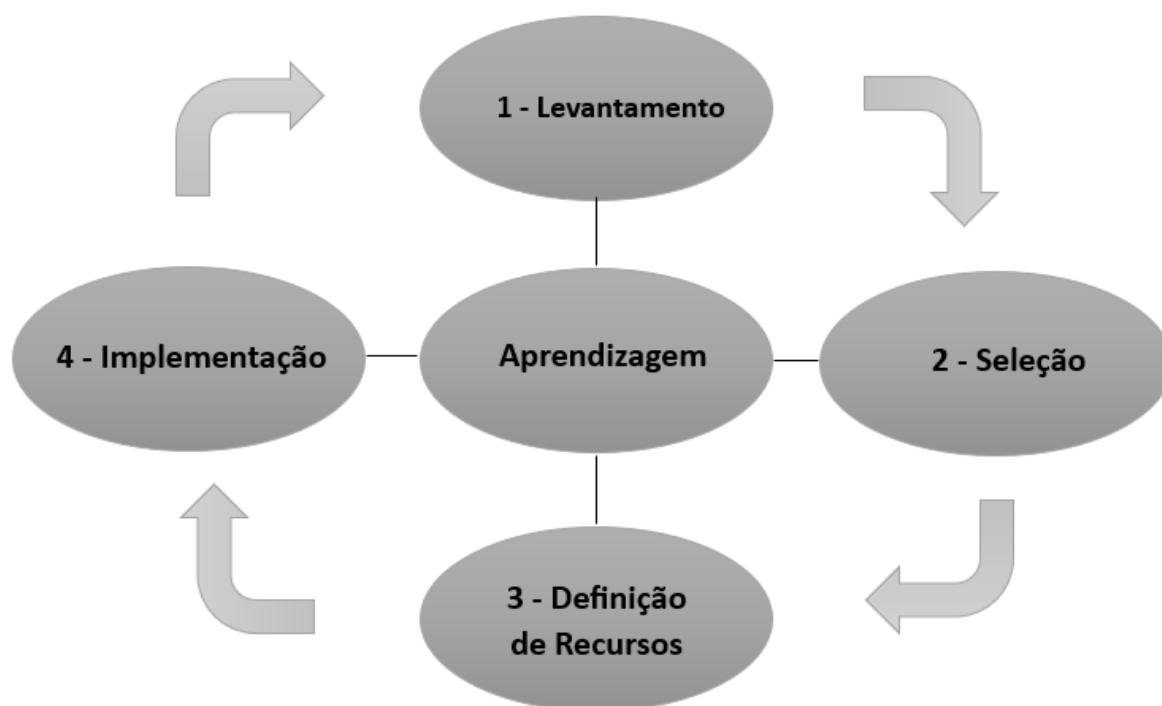 1 - Levantamento
4 - Implementação
Aprendizagem
2 - Seleção
3 - Definição
de Recursos